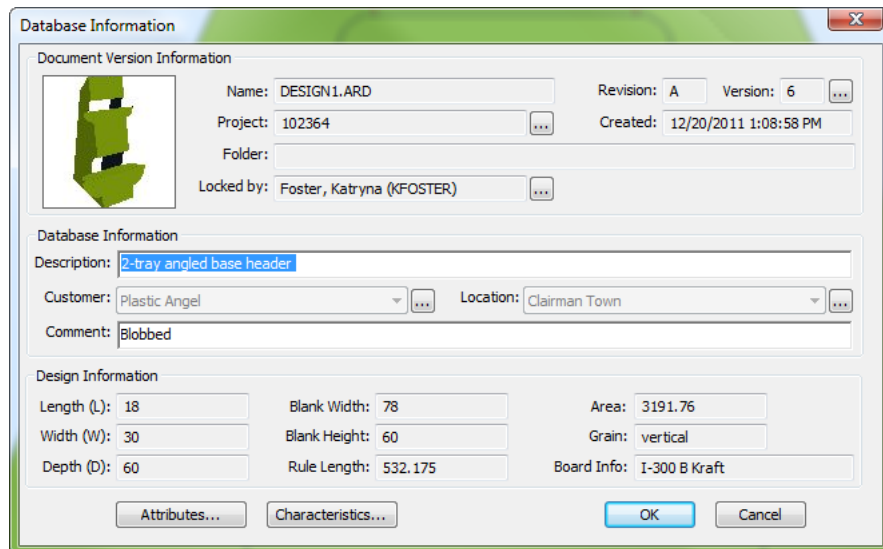 Database Information
Document Version Information
Name: DESIGN1.ARD Revision: A Version: 6 ...
Project: 102364 ... Created: 12/20/2011 1:08:58 PM
Folder:
Locked by: Foster, Katryna (KFOSTER) ...
Database Information
Description: 2-tray angled base header
Customer: Plastic Angel ... Location: Clairman Town ...
Comment: Blobbed
Design Information
Length (L): 18 Blank Width: 78 Area: 3191.76
Width (W): 30 Blank Height: 60 Grain: vertical
Depth (D): 60 Rule Length: 532.175 Board Info: I-300 B Kraft
Attributes... Characteristics... OK Cancel